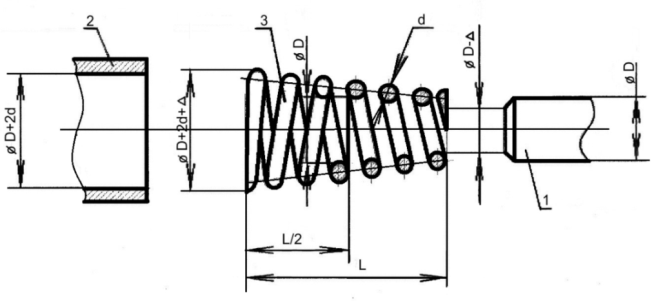 2
3
ø D
d
ø D-Δ
ø D
ø D+2d
ø D+2d+Δ
1
L/2
L